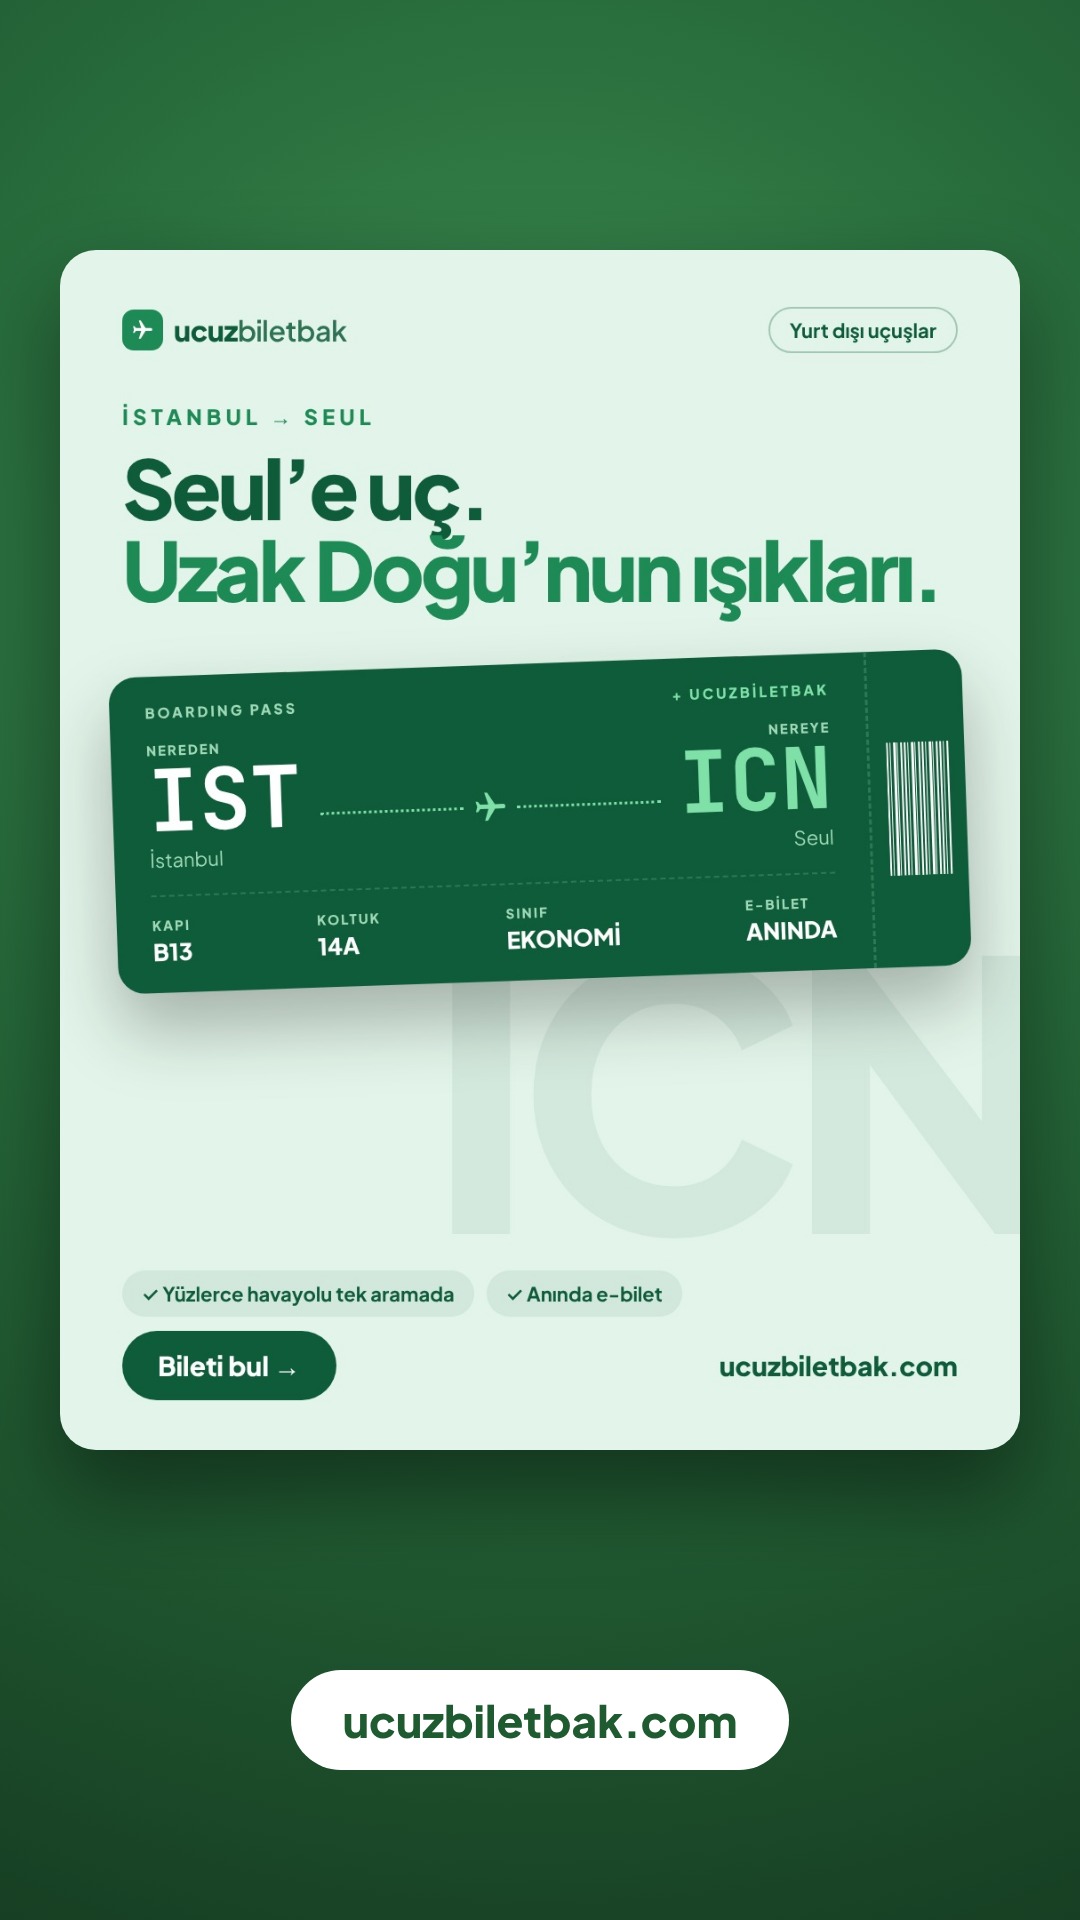 ucuzbiletbak
Yurt dışı uçuşlar
İSTANBUL → SEUL
Seul’e uç.
Uzak Doğu’nun ışıkları.
BOARDING PASS
+ UCUZBİLETBAK
NEREDEN
NEREYE
IST
ICN
İstanbul
Seul
KAPI
KOLTUK
SINIF
E-BİLET
B13
14A
EKONOMİ
ANINDA
ICN
✓ Yüzlerce havayolu tek aramada
✓ Anında e-bilet
Bileti bul →
ucuzbiletbak.com
ucuzbiletbak.com